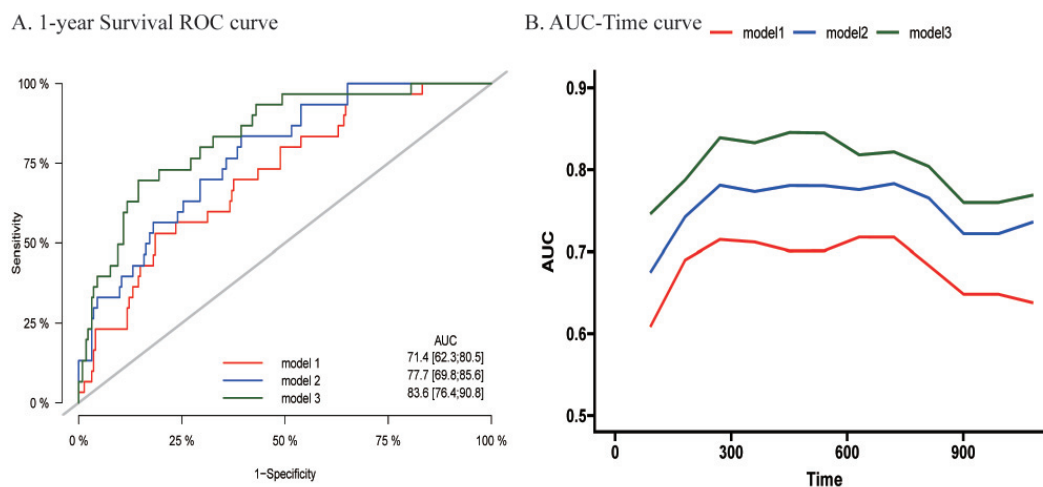 A. 1-year Survival ROC curve
100 %
75 %
50 %
25 %
0 %
Sensitivity
0 %
25 %
50 %
75 %
100 %
1-Specificity
AUC
model 1 71.4 [62.3;80.5]
model 2 77.7 [69.8;85.6]
model 3 83.6 [76.4;90.8]
B. AUC-Time curve
model1 model2 model3
0.9
0.8
0.7
0.6
0.5
AUC
0
300
600
900
Time